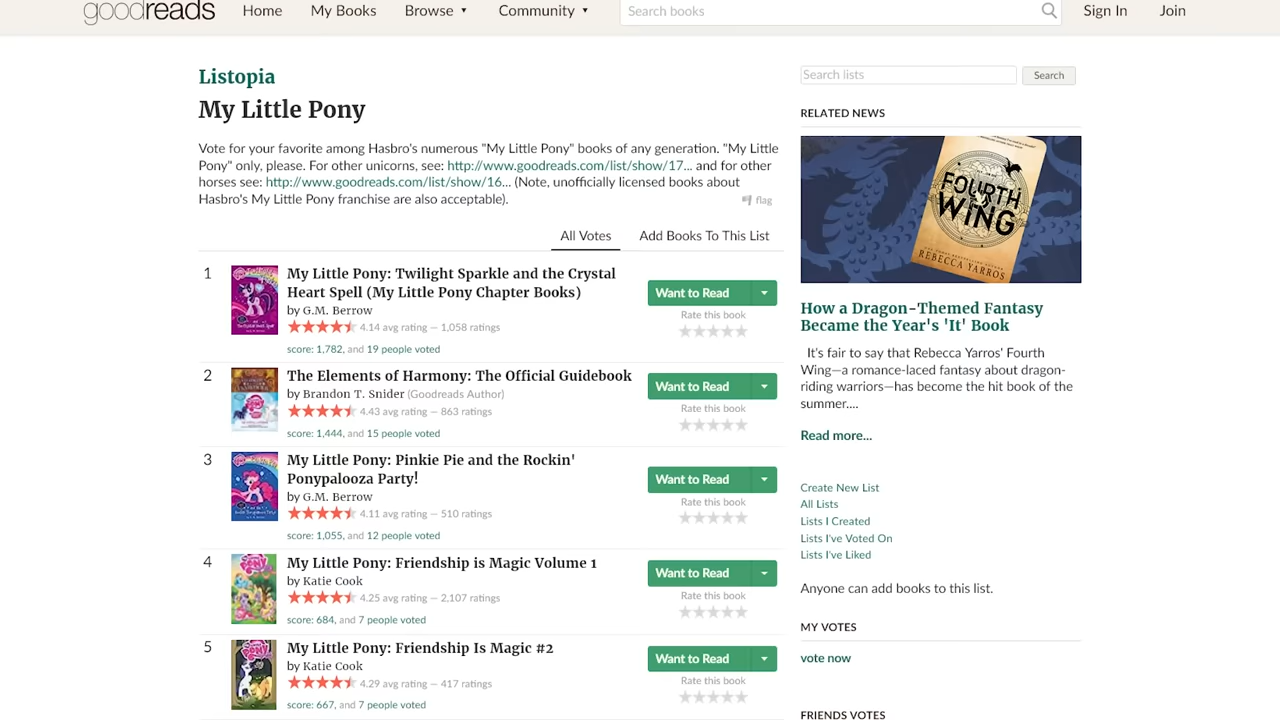 goodreads
Home
My Books
Browse ▼
Community ▼
Search books
Sign In
Join
Listopia
My Little Pony
Vote for your favorite among Hasbro's numerous "My Little Pony" books of any generation. "My Little
Pony" only, please. For other unicorns, see: http://www.goodreads.com/list/show/17... and for other
horses see: http://www.goodreads.com/list/show/16... (Note, unofficially licensed books about
Hasbro's My Little Pony franchise are also acceptable).
flag
All Votes
Add Books To This List
1
My Little Pony: Twilight Sparkle and the Crystal
Heart Spell (My Little Pony Chapter Books)
by G.M. Berrow
4.14 avg rating — 1,058 ratings
score: 1,782, and 19 people voted
Want to Read
Rate this book
2
The Elements of Harmony: The Official Guidebook
by Brandon T. Snider (Goodreads Author)
4.43 avg rating — 863 ratings
score: 1,444, and 15 people voted
Want to Read
Rate this book
3
My Little Pony: Pinkie Pie and the Rockin'
Ponypalooza Party!
by G.M. Berrow
4.11 avg rating — 510 ratings
score: 1,055, and 12 people voted
Want to Read
Rate this book
4
My Little Pony: Friendship is Magic Volume 1
by Katie Cook
4.25 avg rating — 2,107 ratings
score: 684, and 7 people voted
Want to Read
Rate this book
5
My Little Pony: Friendship Is Magic #2
by Katie Cook
4.29 avg rating — 417 ratings
score: 667, and 7 people voted
Want to Read
Rate this book
Search lists
Search
RELATED NEWS
FOURTH
WING
REBECCA YARROS
How a Dragon-Themed Fantasy
Became the Year's 'It' Book
It's fair to say that Rebecca Yarros' Fourth
Wing—a romance-laced fantasy about dragon-
riding warriors—has become the hit book of the
summer....
Read more...
Create New List
All Lists
Lists I Created
Lists I've Voted On
Lists I've Liked
Anyone can add books to this list.
MY VOTES
vote now
FRIENDS VOTES